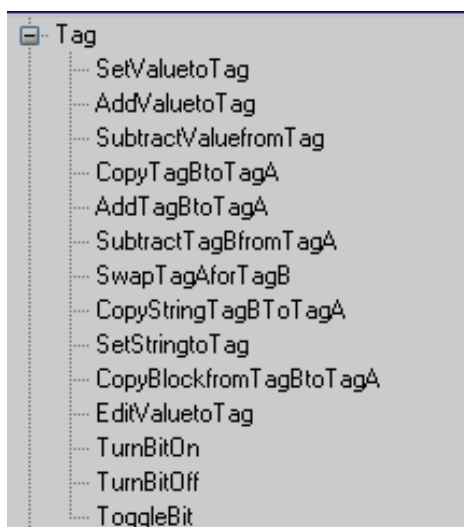 Tag
SetValuetoTag
AddValuetoTag
SubtractValuefromTag
CopyTagBtoTagA
AddTagBtoTagA
SubtractTagBfromTagA
SwapTagAforTagB
CopyStringTagBToTagA
SetStringtoTag
CopyBlockfromTagBtoTagA
EditValuetoTag
TurnBitOn
TurnBitOff
ToggleBit